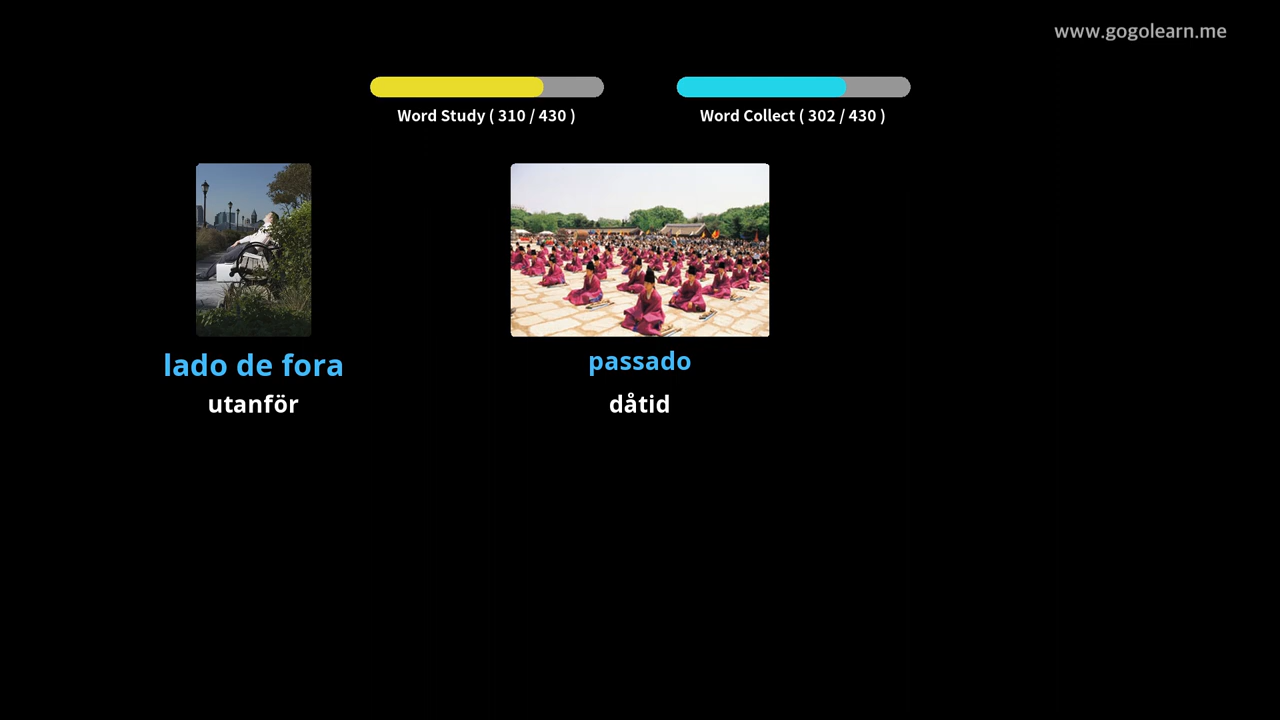 www.gogolearn.me
Word Study ( 310 / 430 )
Word Collect ( 302 / 430 )
lado de fora
utanför
passado
dåtid